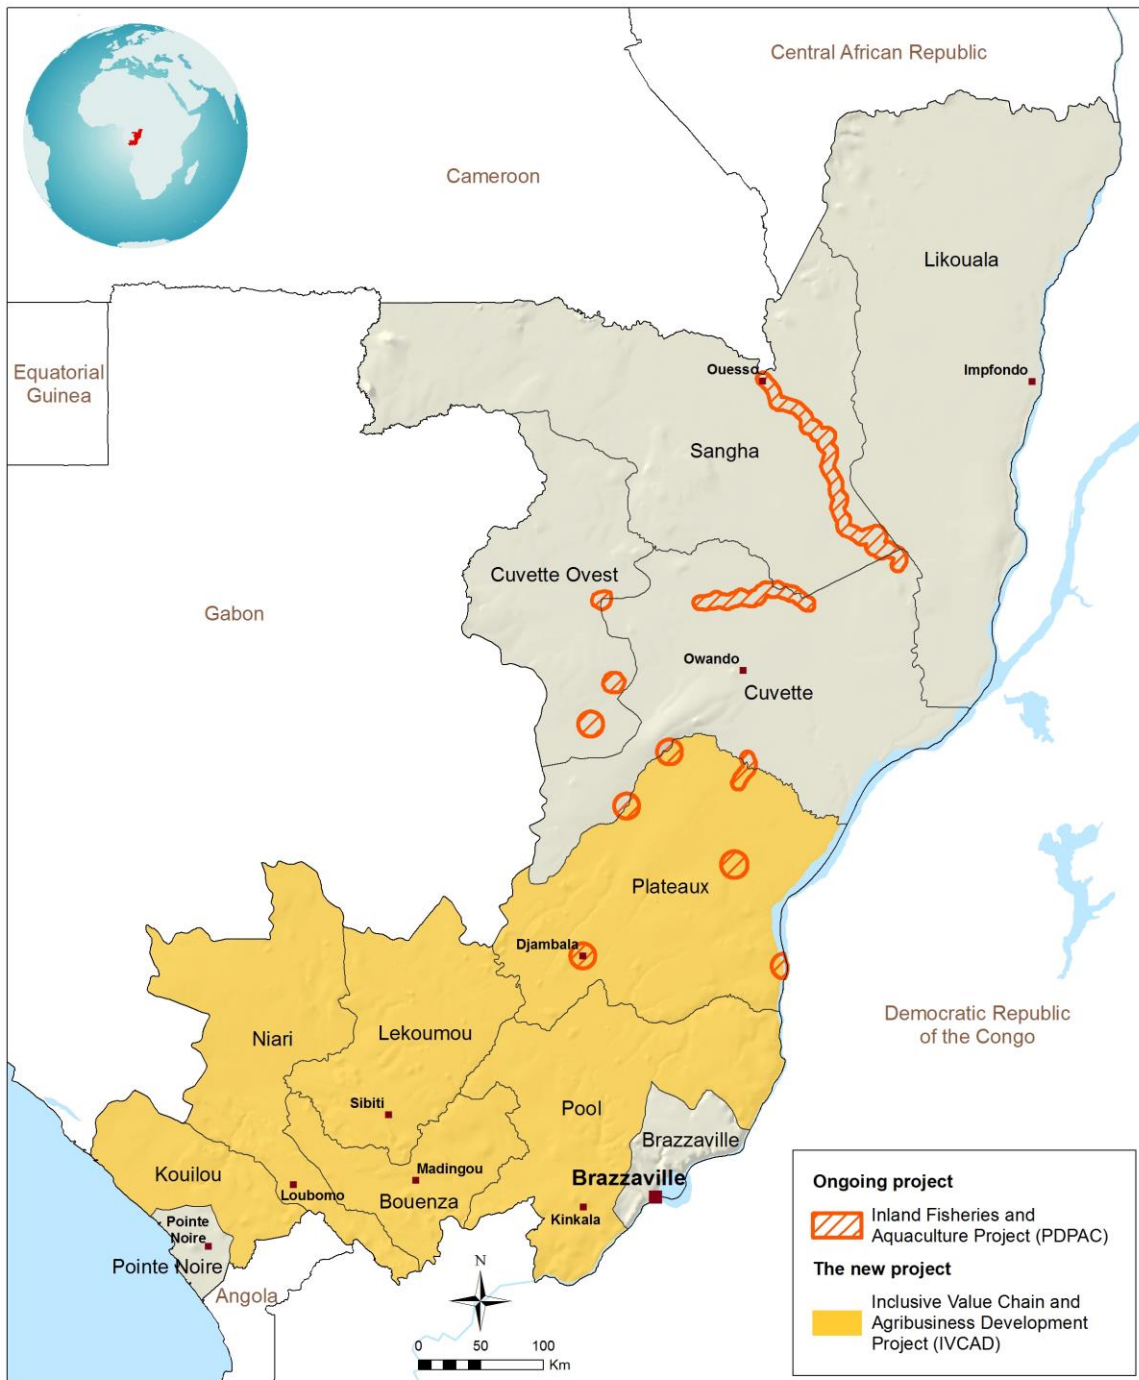 Central African Republic
Cameroon
Likouala
Equatorial
Guinea
Ouesso
Impfondo
Sangha
Cuvette Ovest
Gabon
Owando
Cuvette
Plateaux
Djambala
Democratic Republic
of the Congo
Niari
Lekoumou
Sibiti
Pool
Brazzaville
Kouilou
Madingou
Loubomo
Bouenza
Brazzaville
Kinkala
Pointe
Noire
Pointe Noire
Angola
N
0 50 100
Km
Ongoing project
Inland Fisheries and
Aquaculture Project (PDPAC)
The new project
Inclusive Value Chain and
Agribusiness Development
Project (IVCAD)